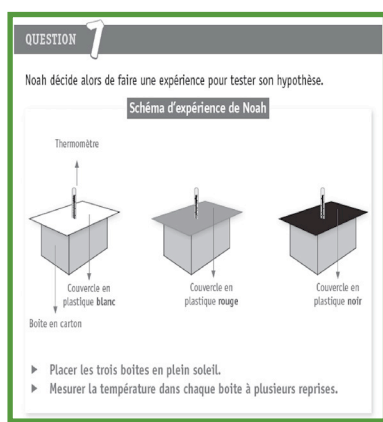 QUESTION 1
Noah décide alors de faire une expérience pour tester son hypothèse.
Schéma d'expérience de Noah
Thermomètre
Couvercle en
plastique blanc
Couvercle en
plastique rouge
Couvercle en
plastique noir
Boite en carton
▶ Placer les trois boites en plein soleil.
▶ Mesurer la température dans chaque boite à plusieurs reprises.